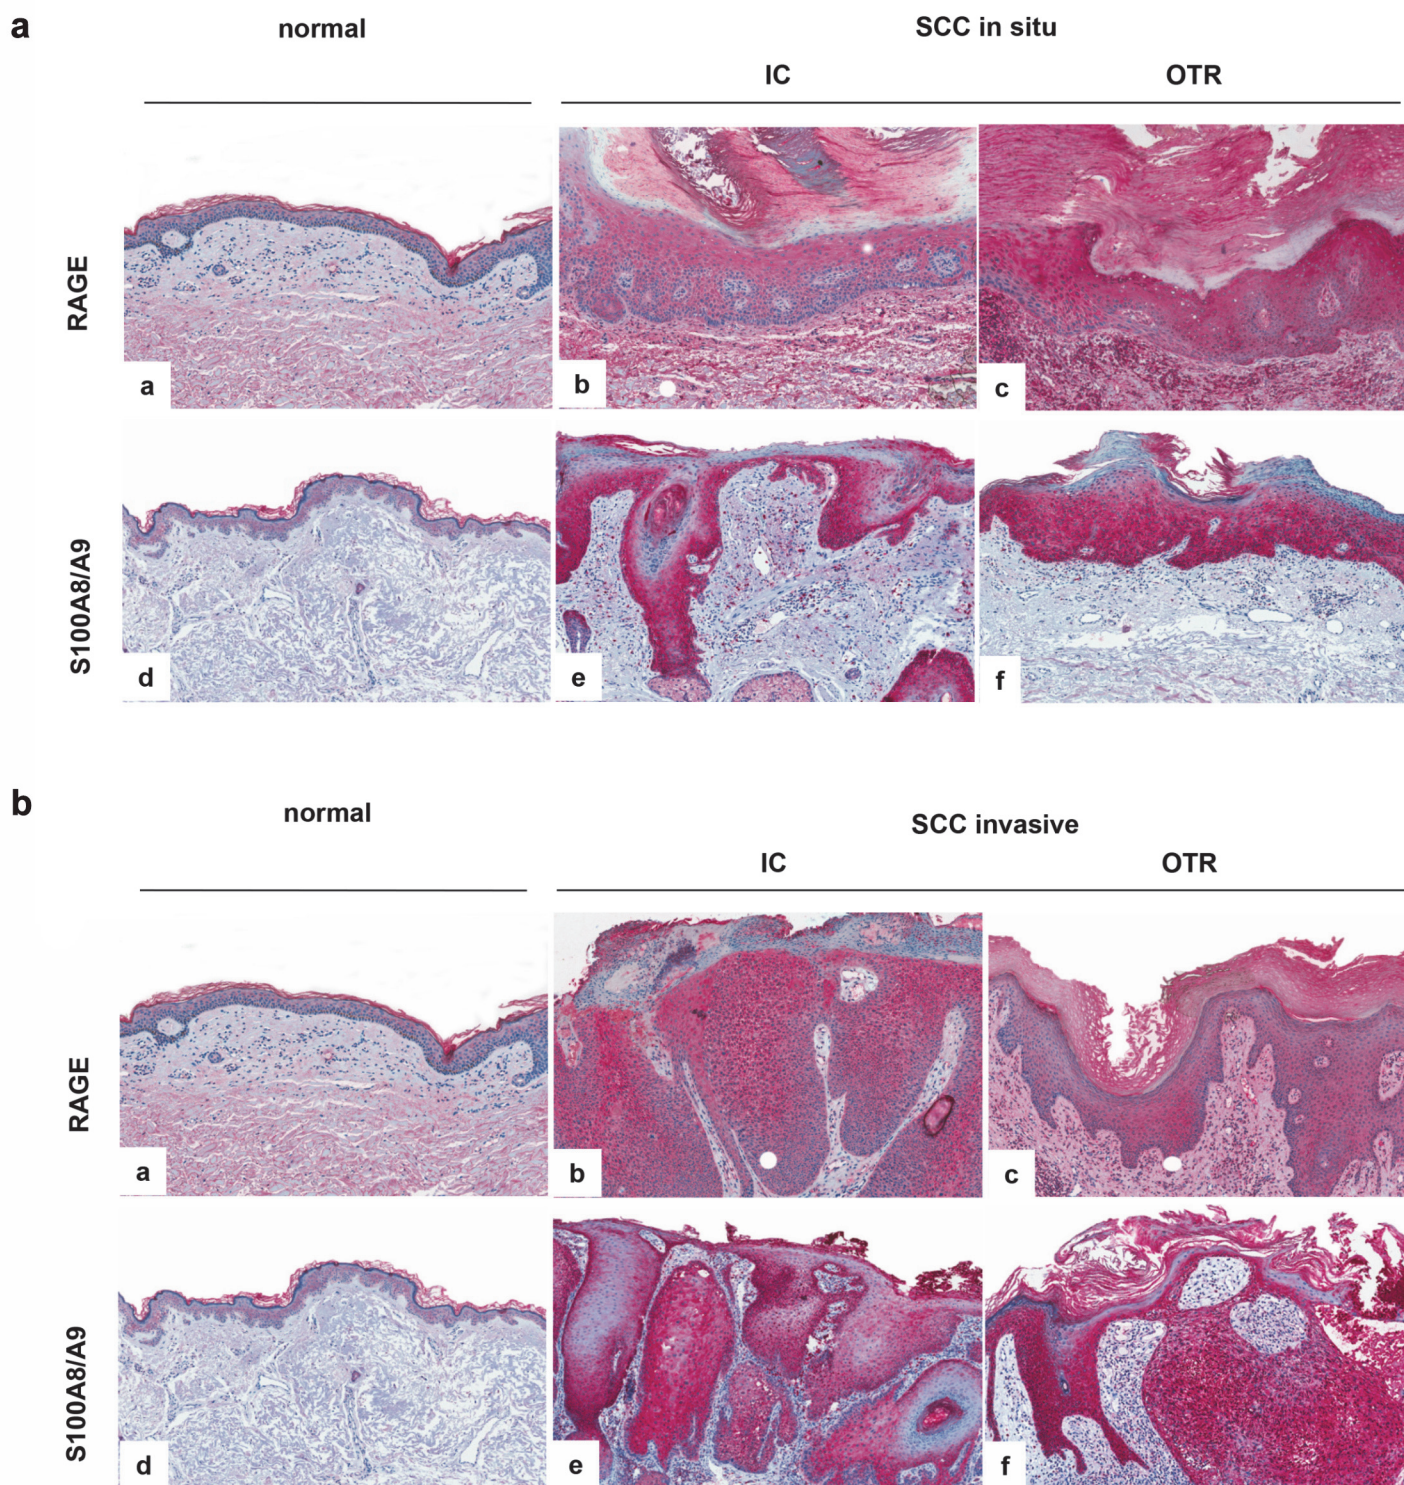 a
normal
SCC in situ
IC
OTR
RAGE
a
b
c
S100A8/A9
d
e
f
b
normal
SCC invasive
IC
OTR
RAGE
a
b
c
S100A8/A9
d
e
f